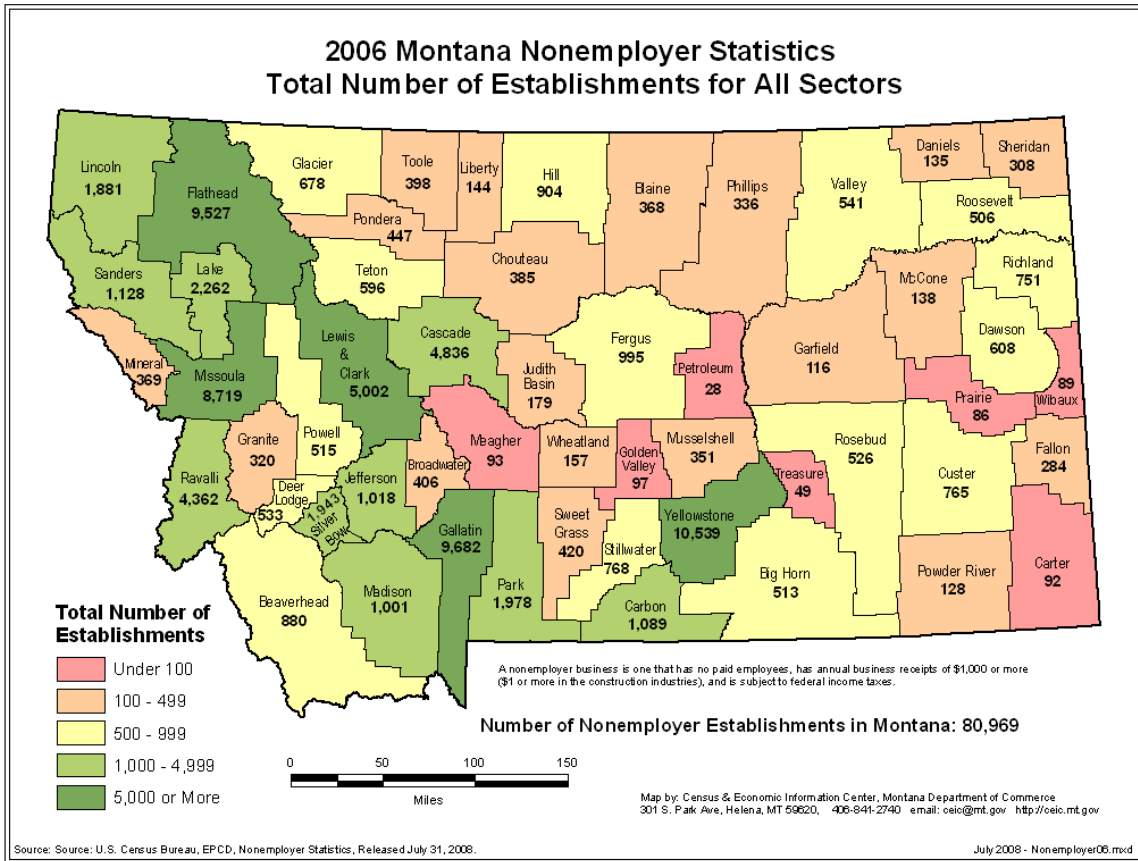 2006 Montana Nonemployer Statistics
Total Number of Establishments for All Sectors
Lincoln
1,881
Flathead
9,527
Glacier
678
Toole
398
Liberty
144
Hill
904
Blaine
368
Phillips
336
Valley
541
Daniels
135
Sheridan
308
Roosevelt
506
Pondera
447
Sanders
1,128
Lake
2,262
Teton
596
Chouteau
385
McCone
138
Richland
751
Mineral
369
Mssoula
8,719
Lewis
&
Clark
5,002
Cascade
4,836
Judith
Basin
179
Fergus
995
Petroleum
28
Garfield
116
Dawson
608
Prairie
86
89
Wibaux
Ravalli
4,362
Granite
320
Powell
515
Deer
Lodge
533
1,943
Silver
Bow
Jefferson
1,018
Broadwater
406
Meagher
93
Wheatland
157
Golden
Valley
97
Musselshell
351
Treasure
49
Rosebud
526
Custer
765
Fallon
284
Beaverhead
880
Madison
1,001
Gallatin
9,682
Park
1,978
Sweet
Grass
420
Stillwater
768
Yellowstone
10,539
Carbon
1,089
Big Horn
513
Powder River
128
Carter
92
Total Number of
Establishments
Under 100
100 - 499
500 - 999
1,000 - 4,999
5,000 or More
A nonemployer business is one that has no paid employees, has annual business receipts of $1,000 or more
($1 or more in the construction industries), and is subject to federal income taxes.
Number of Nonemployer Establishments in Montana: 80,969
0 50 100 150
Miles
Map by: Census & Economic Information Center, Montana Department of Commerce
301 S. Park Ave, Helena, MT 59620, 406-841-2740 email: ceic@mt.gov http://ceic.mt.gov
Source: Source: U.S. Census Bureau, EPCD, Nonemployer Statistics, Released July 31, 2008.
July 2008 - Nonemployer06.mxd